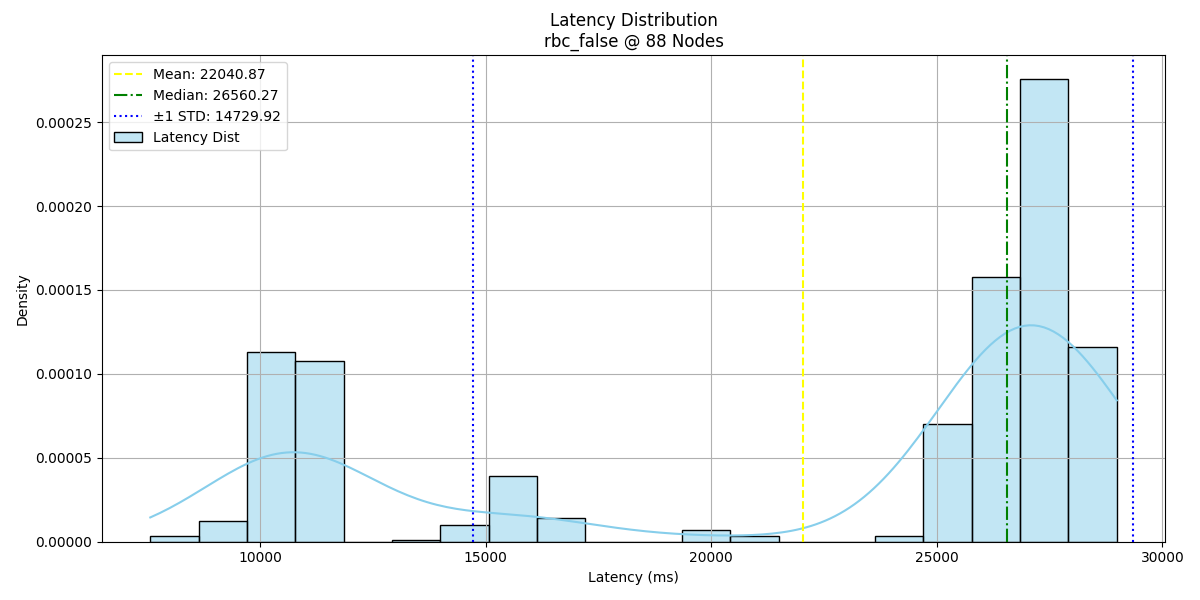 Latency Distribution
rbc_false @ 88 Nodes
Mean: 22040.87
Median: 26560.27
±1 STD: 14729.92
Latency Dist
Density
0.00025
0.00020
0.00015
0.00010
0.00005
0.00000
10000 15000 20000 25000 30000
Latency (ms)